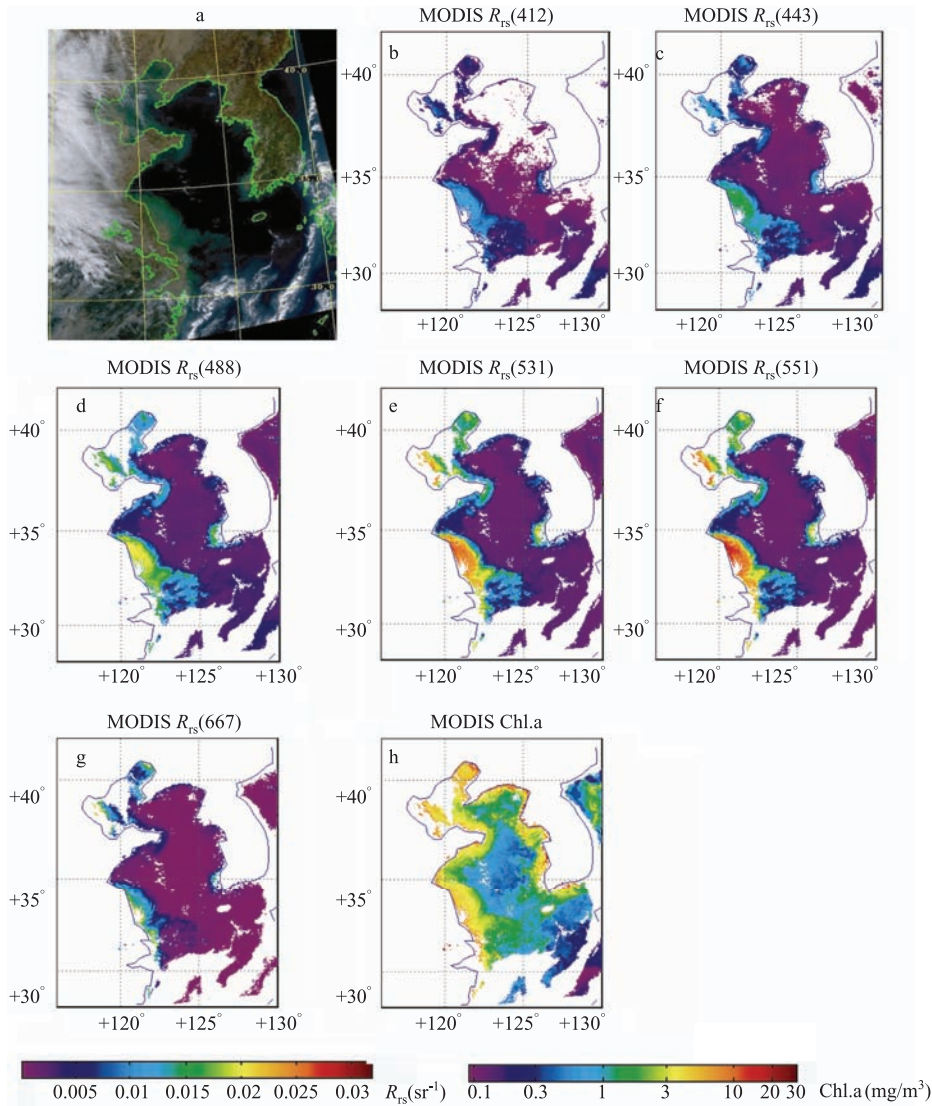 a
MODIS Rrs(412)
MODIS Rrs(443)
40.0
30.0
b
+40°
+35°
+30°
+120° +125° +130°
c
+40°
+35°
+30°
+120° +125° +130°
MODIS Rrs(488)
MODIS Rrs(531)
MODIS Rrs(551)
d
+40°
+35°
+30°
+120° +125° +130°
e
+40°
+35°
+30°
+120° +125° +130°
f
+40°
+35°
+30°
+120° +125° +130°
MODIS Rrs(667)
MODIS Chl.a
g
+40°
+35°
+30°
+120° +125° +130°
h
+40°
+35°
+30°
+120° +125° +130°
0.005 0.01 0.015 0.02 0.025 0.03 Rrs(sr-1)
0.1 0.3 1 3 10 20 30 Chl.a (mg/m3)